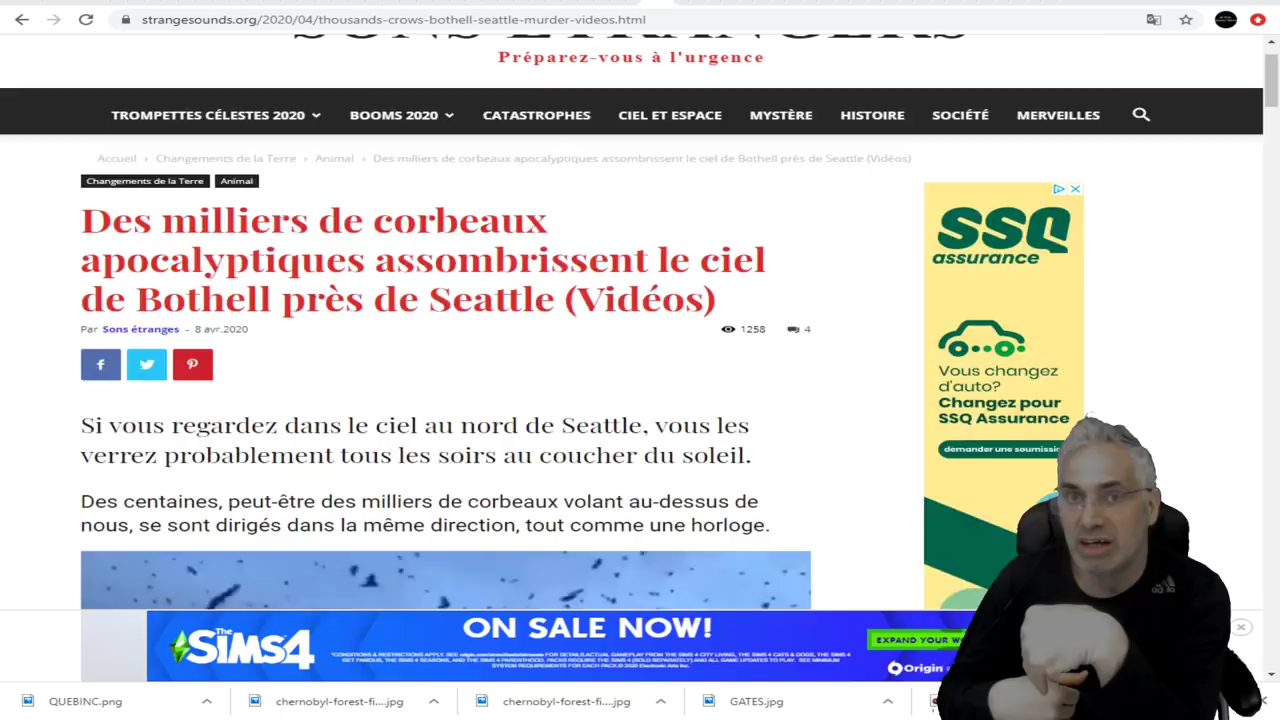 strangesounds.org/2020/04/thousands-crows-bothell-seattle-murder-videos.html
Préparez-vous à l'urgence
TROMPETTES CÉLESTES 2020 BOOMS 2020 CATASTROPHES CIEL ET ESPACE MYSTÈRE HISTOIRE SOCIÉTÉ MERVEILLES
Accueil › Changements de la Terre › Animal › Des milliers de corbeaux apocalyptiques assombrissent le ciel de Bothell près de Seattle (Vidéos)
Changements de la Terre Animal
Des milliers de corbeaux
apocalyptiques assombrissent le ciel
de Bothell près de Seattle (Vidéos)
Par Sons étranges - 8 avr.2020 1258 4
Si vous regardez dans le ciel au nord de Seattle, vous les
verrez probablement tous les soirs au coucher du soleil.
Des centaines, peut-être des milliers de corbeaux volant au-dessus de
nous, se sont dirigés dans la même direction, tout comme une horloge.
SSQ
assurance
Vous changez
d'auto?
Changez pour
SSQ Assurance
demander une soumissio
The SIMS 4
ON SALE NOW!
*CONDITIONS & RESTRICTIONS APPLY. SEE
EXPAND YOUR WO
Origin
QUEBINC.png chernobyl-forest-fi....jpg chernobyl-forest-fi....jpg GATES.jpg